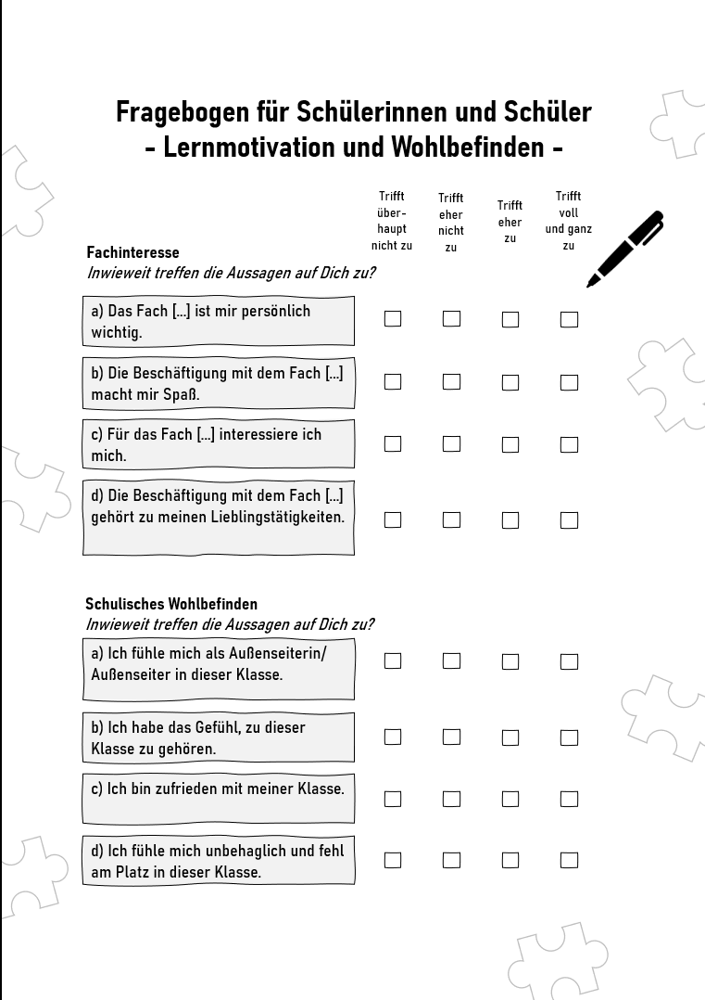 Fragebogen für Schülerinnen und Schüler
- Lernmotivation und Wohlbefinden -
Trifft
über-
haupt
nicht zu
Trifft
eher
nicht
zu
Trifft
eher
zu
Trifft
voll
und ganz
zu
Fachinteresse
Inwieweit treffen die Aussagen auf Dich zu?
a) Das Fach [...] ist mir persönlich
wichtig.
b) Die Beschäftigung mit dem Fach [...]
macht mir Spaß.
c) Für das Fach [...] interessiere ich
mich.
d) Die Beschäftigung mit dem Fach [...]
gehört zu meinen Lieblingstätigkeiten.
Schulisches Wohlbefinden
Inwieweit treffen die Aussagen auf Dich zu?
a) Ich fühle mich als Außenseiterin/
Außenseiter in dieser Klasse.
b) Ich habe das Gefühl, zu dieser
Klasse zu gehören.
c) Ich bin zufrieden mit meiner Klasse.
d) Ich fühle mich unbehaglich und fehl
am Platz in dieser Klasse.